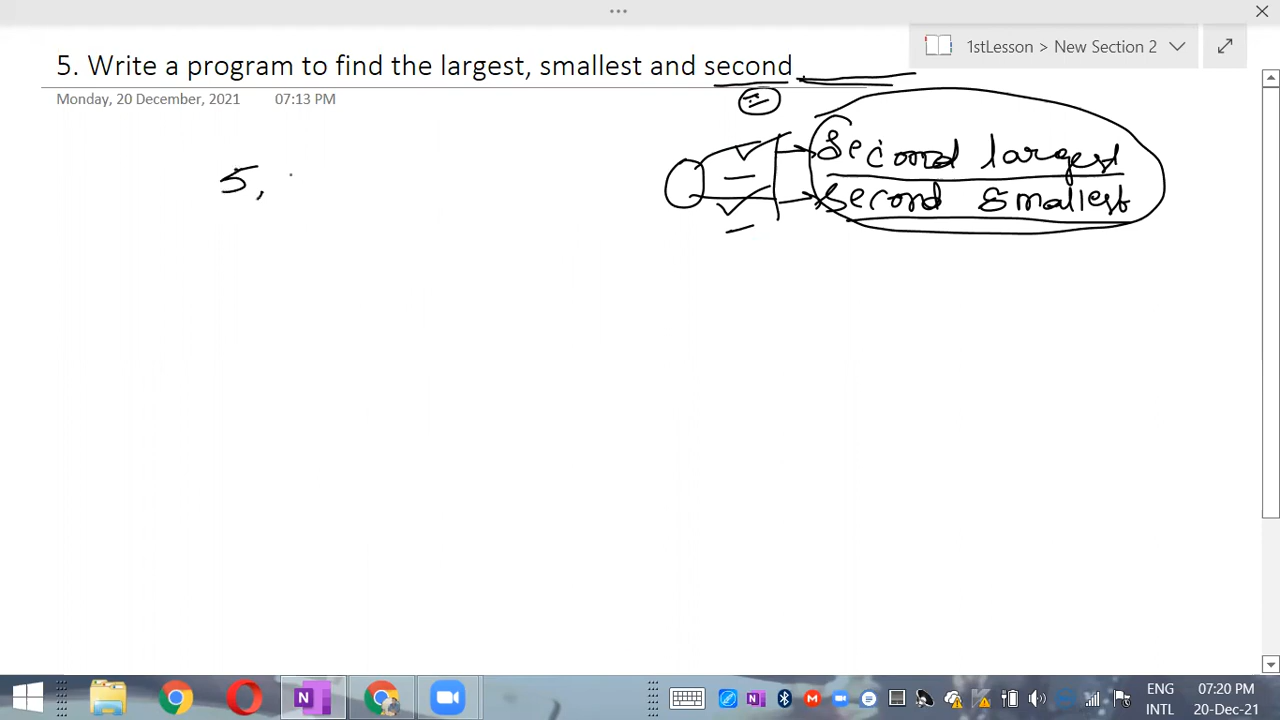 1stLesson > New Section 2
5. Write a program to find the largest, smallest and second
Monday, 20 December, 2021 07:13 PM
Second largest
Second Smallest
5,
ENG 07:20 PM
INTL 20-Dec-21